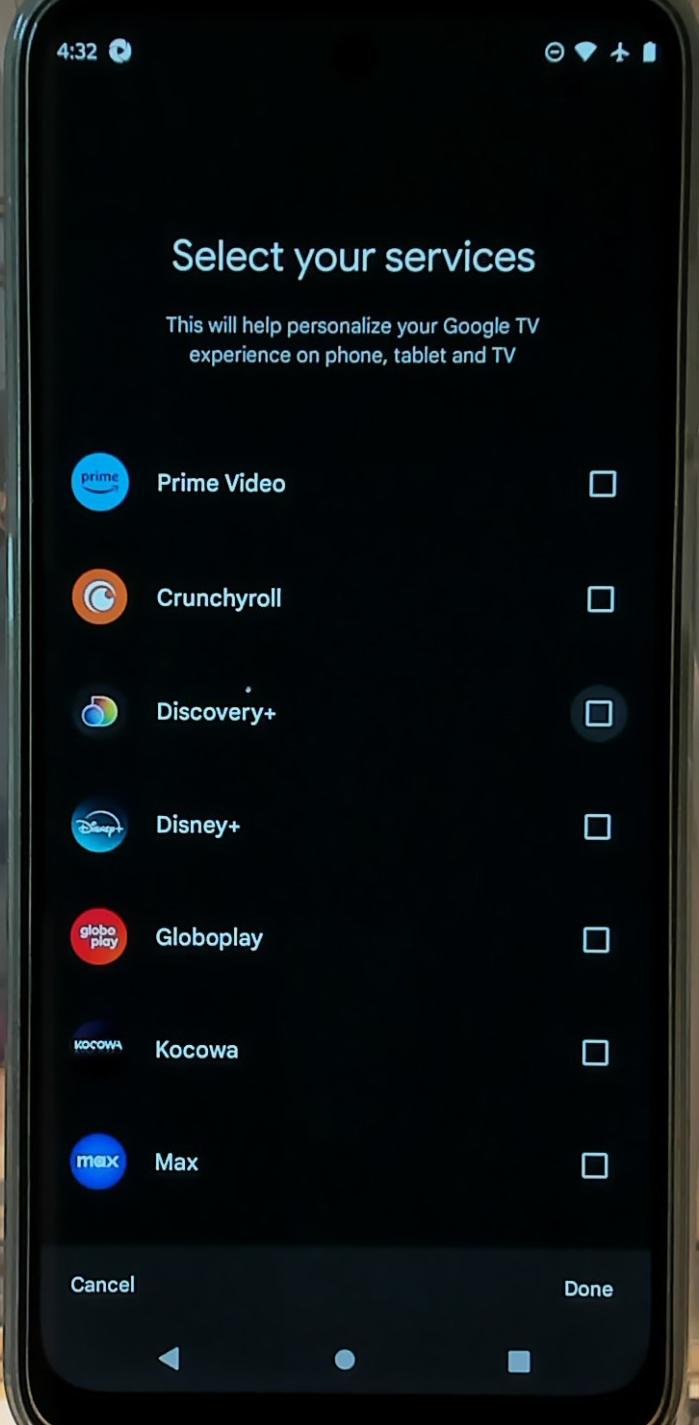 4:32
Select your services
This will help personalize your Google TV
experience on phone, tablet and TV
prime
Prime Video
Crunchyroll
Discovery+
Disney+
Disney+
globo
play
Globoplay
KOCOWA
Kocowa
max
Max
Cancel
Done